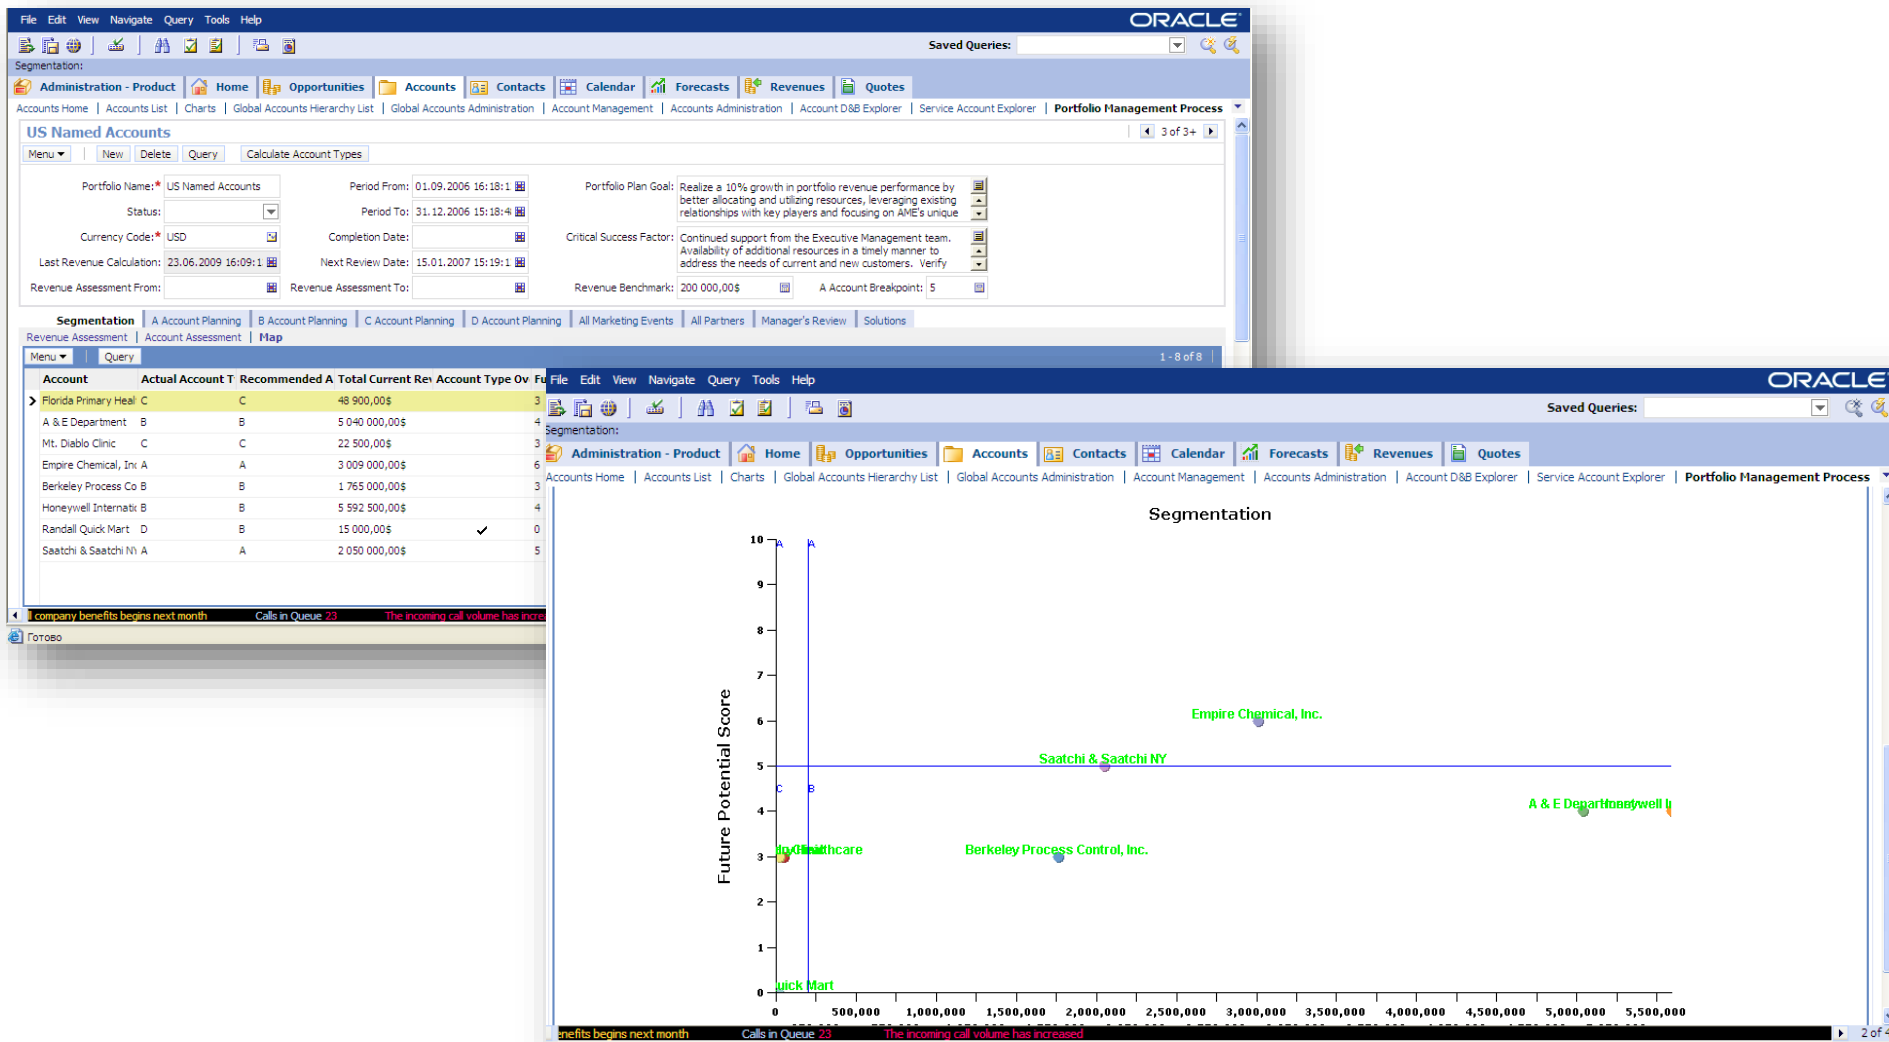 File Edit View Navigate Query Tools Help
ORACLE
Saved Queries:
Segmentation:
Administration - Product Home Opportunities Accounts Contacts Calendar Forecasts Revenues Quotes
Accounts Home | Accounts List | Charts | Global Accounts Hierarchy List | Global Accounts Administration | Account Management | Accounts Administration | Account D&B Explorer | Service Account Explorer | Portfolio Management Process
US Named Accounts
3 of 3+
Menu New Delete Query Calculate Account Types
Portfolio Name:* US Named Accounts
Period From: 01.09.2006 16:18:1
Portfolio Plan Goal: Realize a 10% growth in portfolio revenue performance by
better allocating and utilizing resources, leveraging existing
relationships with key players and focusing on AME's unique
Status:
Period To: 31.12.2006 15:18:4
Currency Code:* USD
Completion Date:
Critical Success Factor: Continued support from the Executive Management team.
Availability of additional resources in a timely manner to
address the needs of current and new customers. Verify
Last Revenue Calculation: 23.06.2009 16:09:1
Next Review Date: 15.01.2007 15:19:1
Revenue Assessment From:
Revenue Assessment To:
Revenue Benchmark: 200 000,00$
A Account Breakpoint: 5
Segmentation | A Account Planning | B Account Planning | C Account Planning | D Account Planning | All Marketing Events | All Partners | Manager's Review | Solutions
Revenue Assessment | Account Assessment | Map
Menu Query
1 - 8 of 8
Account Actual Account T Recommended A Total Current Rev Account Type Ov Fu
Florida Primary Heal C C 48 900,00$ 3
A & E Department B B 5 040 000,00$ 4
Mt. Diablo Clinic C C 22 500,00$ 3
Empire Chemical, Inc A A 3 009 000,00$ 6
Berkeley Process Co B B 1 765 000,00$ 3
Honeywell Internatic B B 5 592 500,00$ 4
Randall Quick Mart D B 15 000,00$ ✓ 0
Saatchi & Saatchi NY A A 2 050 000,00$ 5
l company benefits begins next month Calls in Queue 23 The incoming call volume has increa
Готово
File Edit View Navigate Query Tools Help
ORACLE
Saved Queries:
Segmentation:
Administration - Product Home Opportunities Accounts Contacts Calendar Forecasts Revenues Quotes
Accounts Home | Accounts List | Charts | Global Accounts Hierarchy List | Global Accounts Administration | Account Management | Accounts Administration | Account D&B Explorer | Service Account Explorer | Portfolio Management Process
Segmentation
Future Potential Score
10
A A
9
8
7
6
Empire Chemical, Inc.
Saatchi & Saatchi NY
5
C B
4
A & E Department
Honeywell I
3
Healthcare
Berkeley Process Control, Inc.
2
1
0
uick Mart
0 500,000 1,000,000 1,500,000 2,000,000 2,500,000 3,000,000 3,500,000 4,000,000 4,500,000 5,000,000 5,500,000
enefits begins next month Calls in Queue 23 The incoming call volume has increased
2 of 4